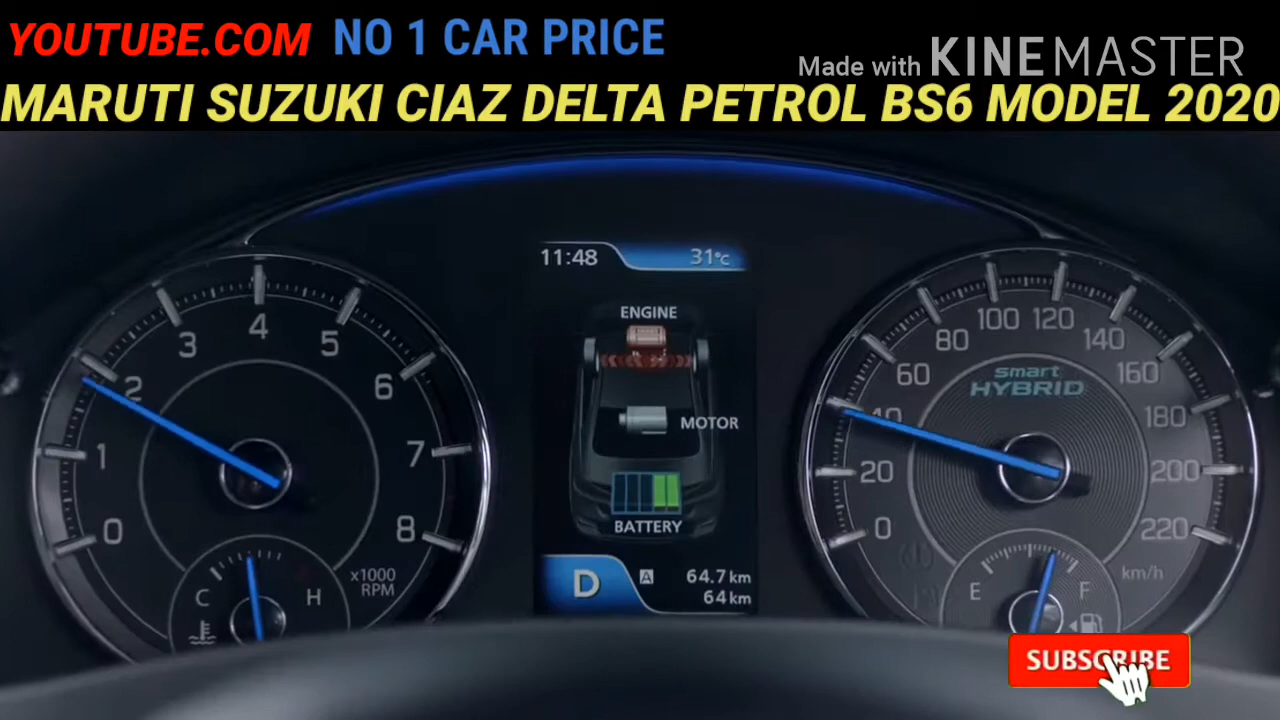 YOUTUBE.COM NO 1 CAR PRICE
Made with KINEMASTER
MARUTI SUZUKI CIAZ DELTA PETROL BS6 MODEL 2020
11:48 31°C
ENGINE
MOTOR
BATTERY
D A 64.7 km
64 km
0 1 2 3 4 5 6 7 8
x1000
RPM
C H
0 20 40 60 80 100 120 140 160 180 200 220
smart
HYBRID
km/h
E F
SUBSCRIBE